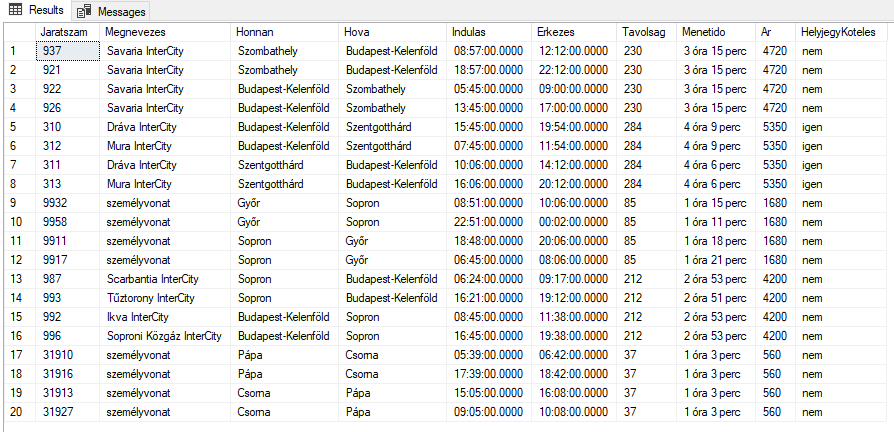 Results Messages
Jaratszam Megnevezes Honnan Hova Indulas Erkezes Tavolsag Menetido Ar HelyjegyKoteles
1 937 Savaria InterCity Szombathely Budapest-Kelenföld 08:57:00.0000 12:12:00.0000 230 3 óra 15 perc 4720 nem
2 921 Savaria InterCity Szombathely Budapest-Kelenföld 18:57:00.0000 22:12:00.0000 230 3 óra 15 perc 4720 nem
3 922 Savaria InterCity Budapest-Kelenföld Szombathely 05:45:00.0000 09:00:00.0000 230 3 óra 15 perc 4720 nem
4 926 Savaria InterCity Budapest-Kelenföld Szombathely 13:45:00.0000 17:00:00.0000 230 3 óra 15 perc 4720 nem
5 310 Dráva InterCity Budapest-Kelenföld Szentgotthárd 15:45:00.0000 19:54:00.0000 284 4 óra 9 perc 5350 igen
6 312 Mura InterCity Budapest-Kelenföld Szentgotthárd 07:45:00.0000 11:54:00.0000 284 4 óra 9 perc 5350 igen
7 311 Dráva InterCity Szentgotthárd Budapest-Kelenföld 10:06:00.0000 14:12:00.0000 284 4 óra 6 perc 5350 igen
8 313 Mura InterCity Szentgotthárd Budapest-Kelenföld 16:06:00.0000 20:12:00.0000 284 4 óra 6 perc 5350 igen
9 9932 személyvonat Győr Sopron 08:51:00.0000 10:06:00.0000 85 1 óra 15 perc 1680 nem
10 9958 személyvonat Győr Sopron 22:51:00.0000 00:02:00.0000 85 1 óra 11 perc 1680 nem
11 9911 személyvonat Sopron Győr 18:48:00.0000 20:06:00.0000 85 1 óra 18 perc 1680 nem
12 9917 személyvonat Sopron Győr 06:45:00.0000 08:06:00.0000 85 1 óra 21 perc 1680 nem
13 987 Scarbantia InterCity Sopron Budapest-Kelenföld 06:24:00.0000 09:17:00.0000 212 2 óra 53 perc 4200 nem
14 993 Tűztorony InterCity Sopron Budapest-Kelenföld 16:21:00.0000 19:12:00.0000 212 2 óra 51 perc 4200 nem
15 992 Ikva InterCity Budapest-Kelenföld Sopron 08:45:00.0000 11:38:00.0000 212 2 óra 53 perc 4200 nem
16 996 Soproni Közgáz InterCity Budapest-Kelenföld Sopron 16:45:00.0000 19:38:00.0000 212 2 óra 53 perc 4200 nem
17 31910 személyvonat Pápa Csorna 05:39:00.0000 06:42:00.0000 37 1 óra 3 perc 560 nem
18 31916 személyvonat Pápa Csorna 17:39:00.0000 18:42:00.0000 37 1 óra 3 perc 560 nem
19 31913 személyvonat Csorna Pápa 15:05:00.0000 16:08:00.0000 37 1 óra 3 perc 560 nem
20 31927 személyvonat Csorna Pápa 09:05:00.0000 10:08:00.0000 37 1 óra 3 perc 560 nem